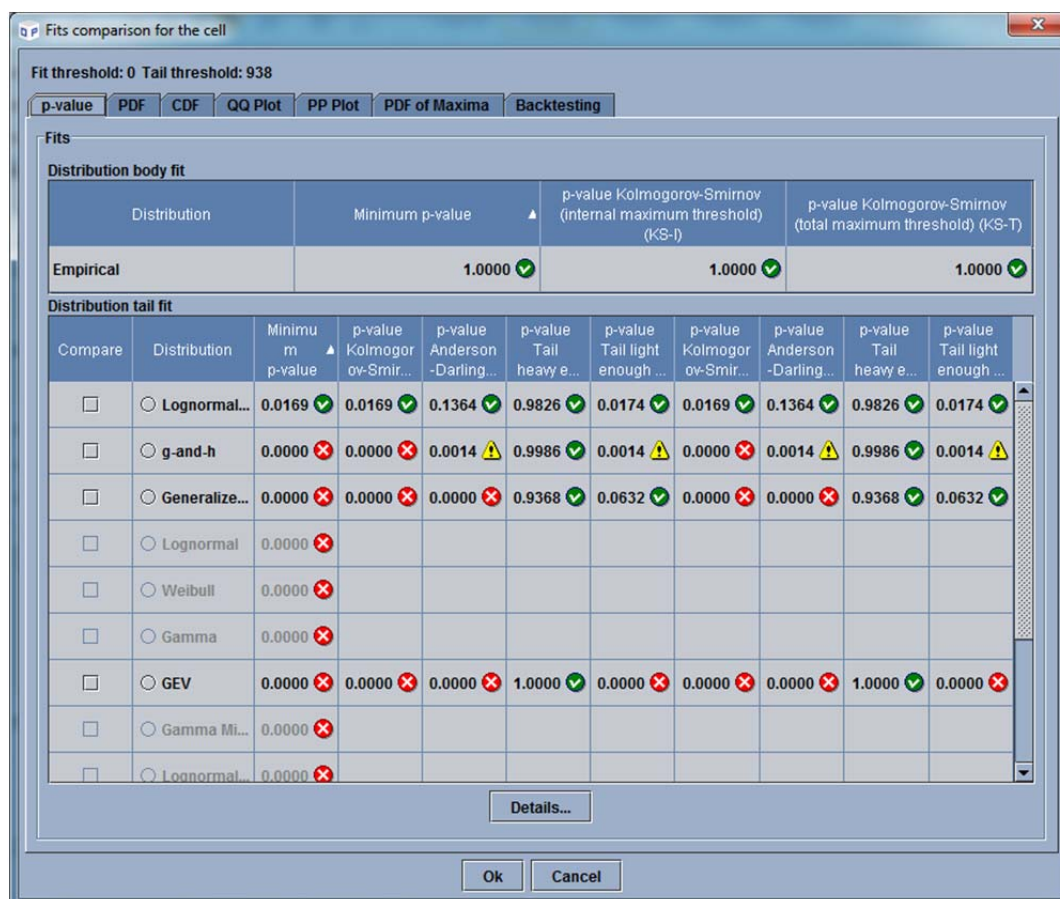 Fits comparison for the cell
Fit threshold: 0 Tail threshold: 938
p-value PDF CDF QQ Plot PP Plot PDF of Maxima Backtesting
Fits
Distribution body fit
Distribution Minimum p-value p-value Kolmogorov-Smirnov (internal maximum threshold) (KS-I) p-value Kolmogorov-Smirnov (total maximum threshold) (KS-T)
Empirical 1.0000 1.0000 1.0000
Distribution tail fit
Compare Distribution Minimu m p-value p-value Kolmogor ov-Smir... p-value Anderson -Darling... p-value Tail heavy e... p-value Tail light enough ... p-value Kolmogor ov-Smir... p-value Anderson -Darling... p-value Tail heavy e... p-value Tail light enough ...
Lognormal... 0.0169 0.0169 0.1364 0.9826 0.0174 0.0169 0.1364 0.9826 0.0174
g-and-h 0.0000 0.0000 0.0014 0.9986 0.0014 0.0000 0.0014 0.9986 0.0014
Generalize... 0.0000 0.0000 0.0000 0.9368 0.0632 0.0000 0.0000 0.9368 0.0632
Lognormal 0.0000
Weibull 0.0000
Gamma 0.0000
GEV 0.0000 0.0000 0.0000 1.0000 0.0000 0.0000 0.0000 1.0000 0.0000
Gamma Mi... 0.0000
Lognormal... 0.0000
Details...
Ok Cancel